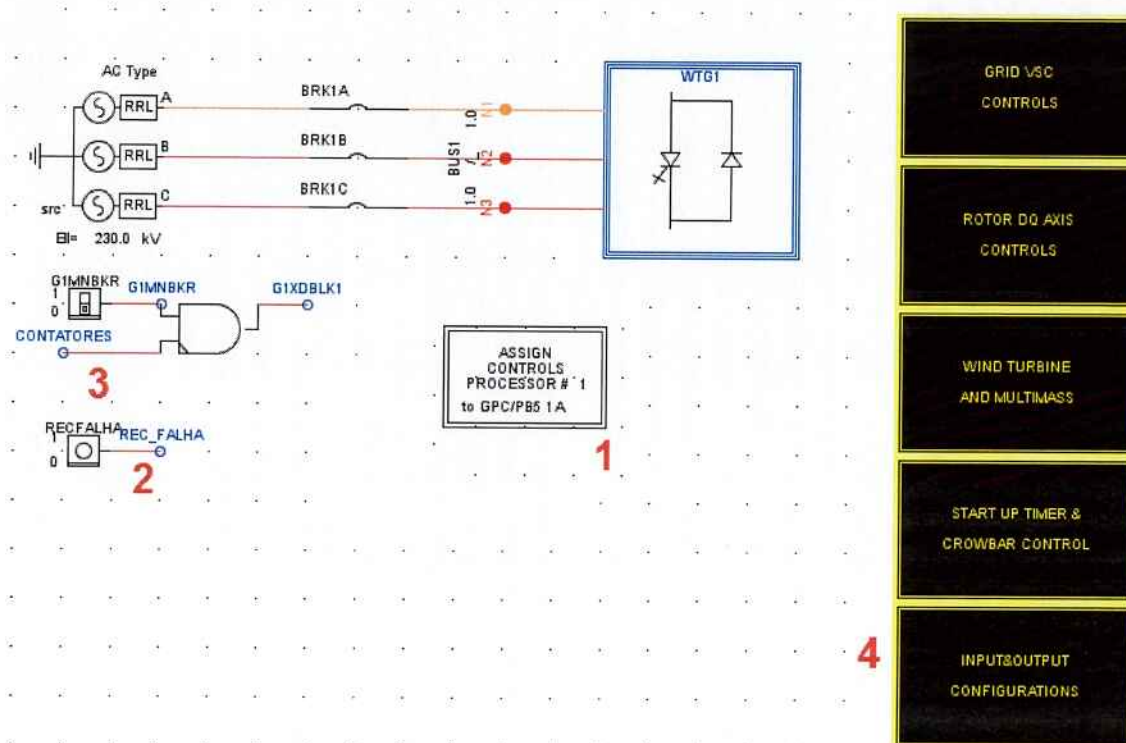 AC Type
RRL A
BRK1A
1.0
N1
RRL B
BRK1B
BUS1
N2
RRL C
BRK1C
1.0
N3
src
230.0 kV
WTG1
G1MNBKR
1
0
G1MNBKR
G1XDBLK1
CONTATORES
3
RECFALHA
1
0
REC_FALHA
2
ASSIGN
CONTROLS
PROCESSOR # 1
to GPC/PB5 1A
1
GRID VSC
CONTROLS
ROTOR DQ AXIS
CONTROLS
WIND TURBINE
AND MULTIMASS
START UP TIMER &
CROWBAR CONTROL
4
INPUT&OUTPUT
CONFIGURATIONS